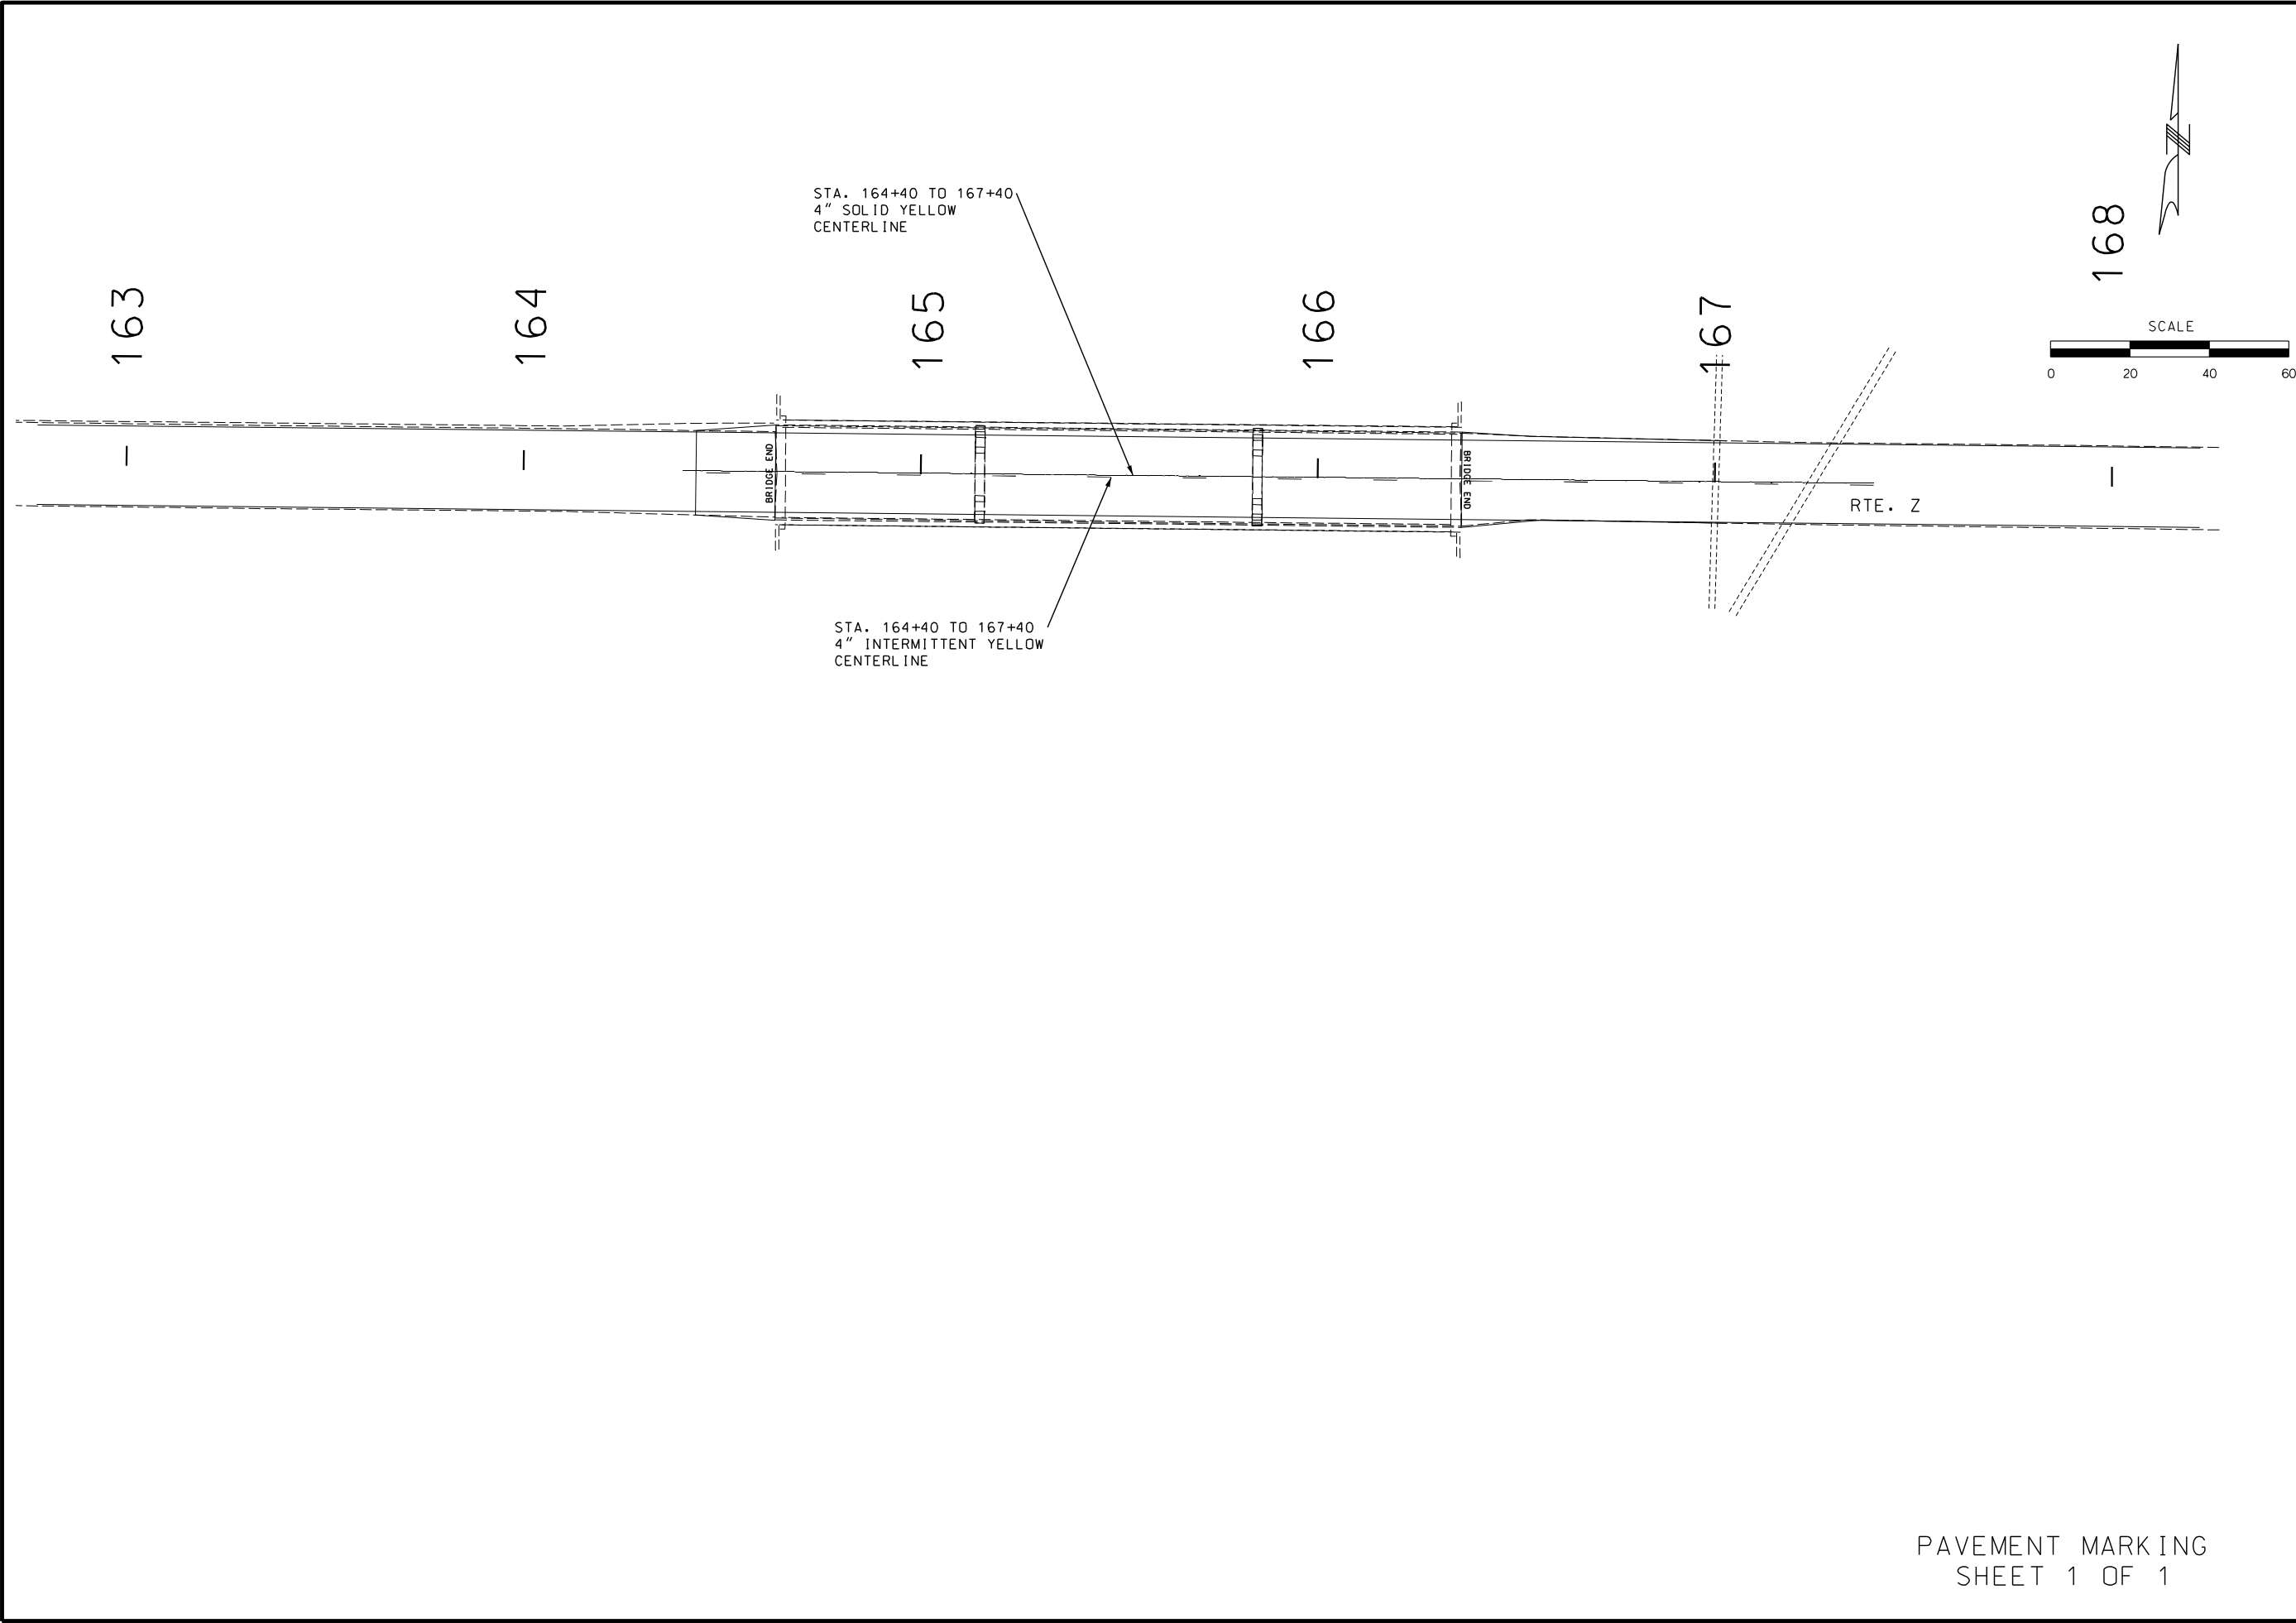 N
STA. 164+40 TO 167+40
4" SOLID YELLOW
CENTERLINE
163
164
165
166
167
168
SCALE
0 20 40 60
BRIDGE END
BRIDGE END
RTE. Z
STA. 164+40 TO 167+40
4" INTERMITTENT YELLOW
CENTERLINE
PAVEMENT MARKING
SHEET 1 OF 1